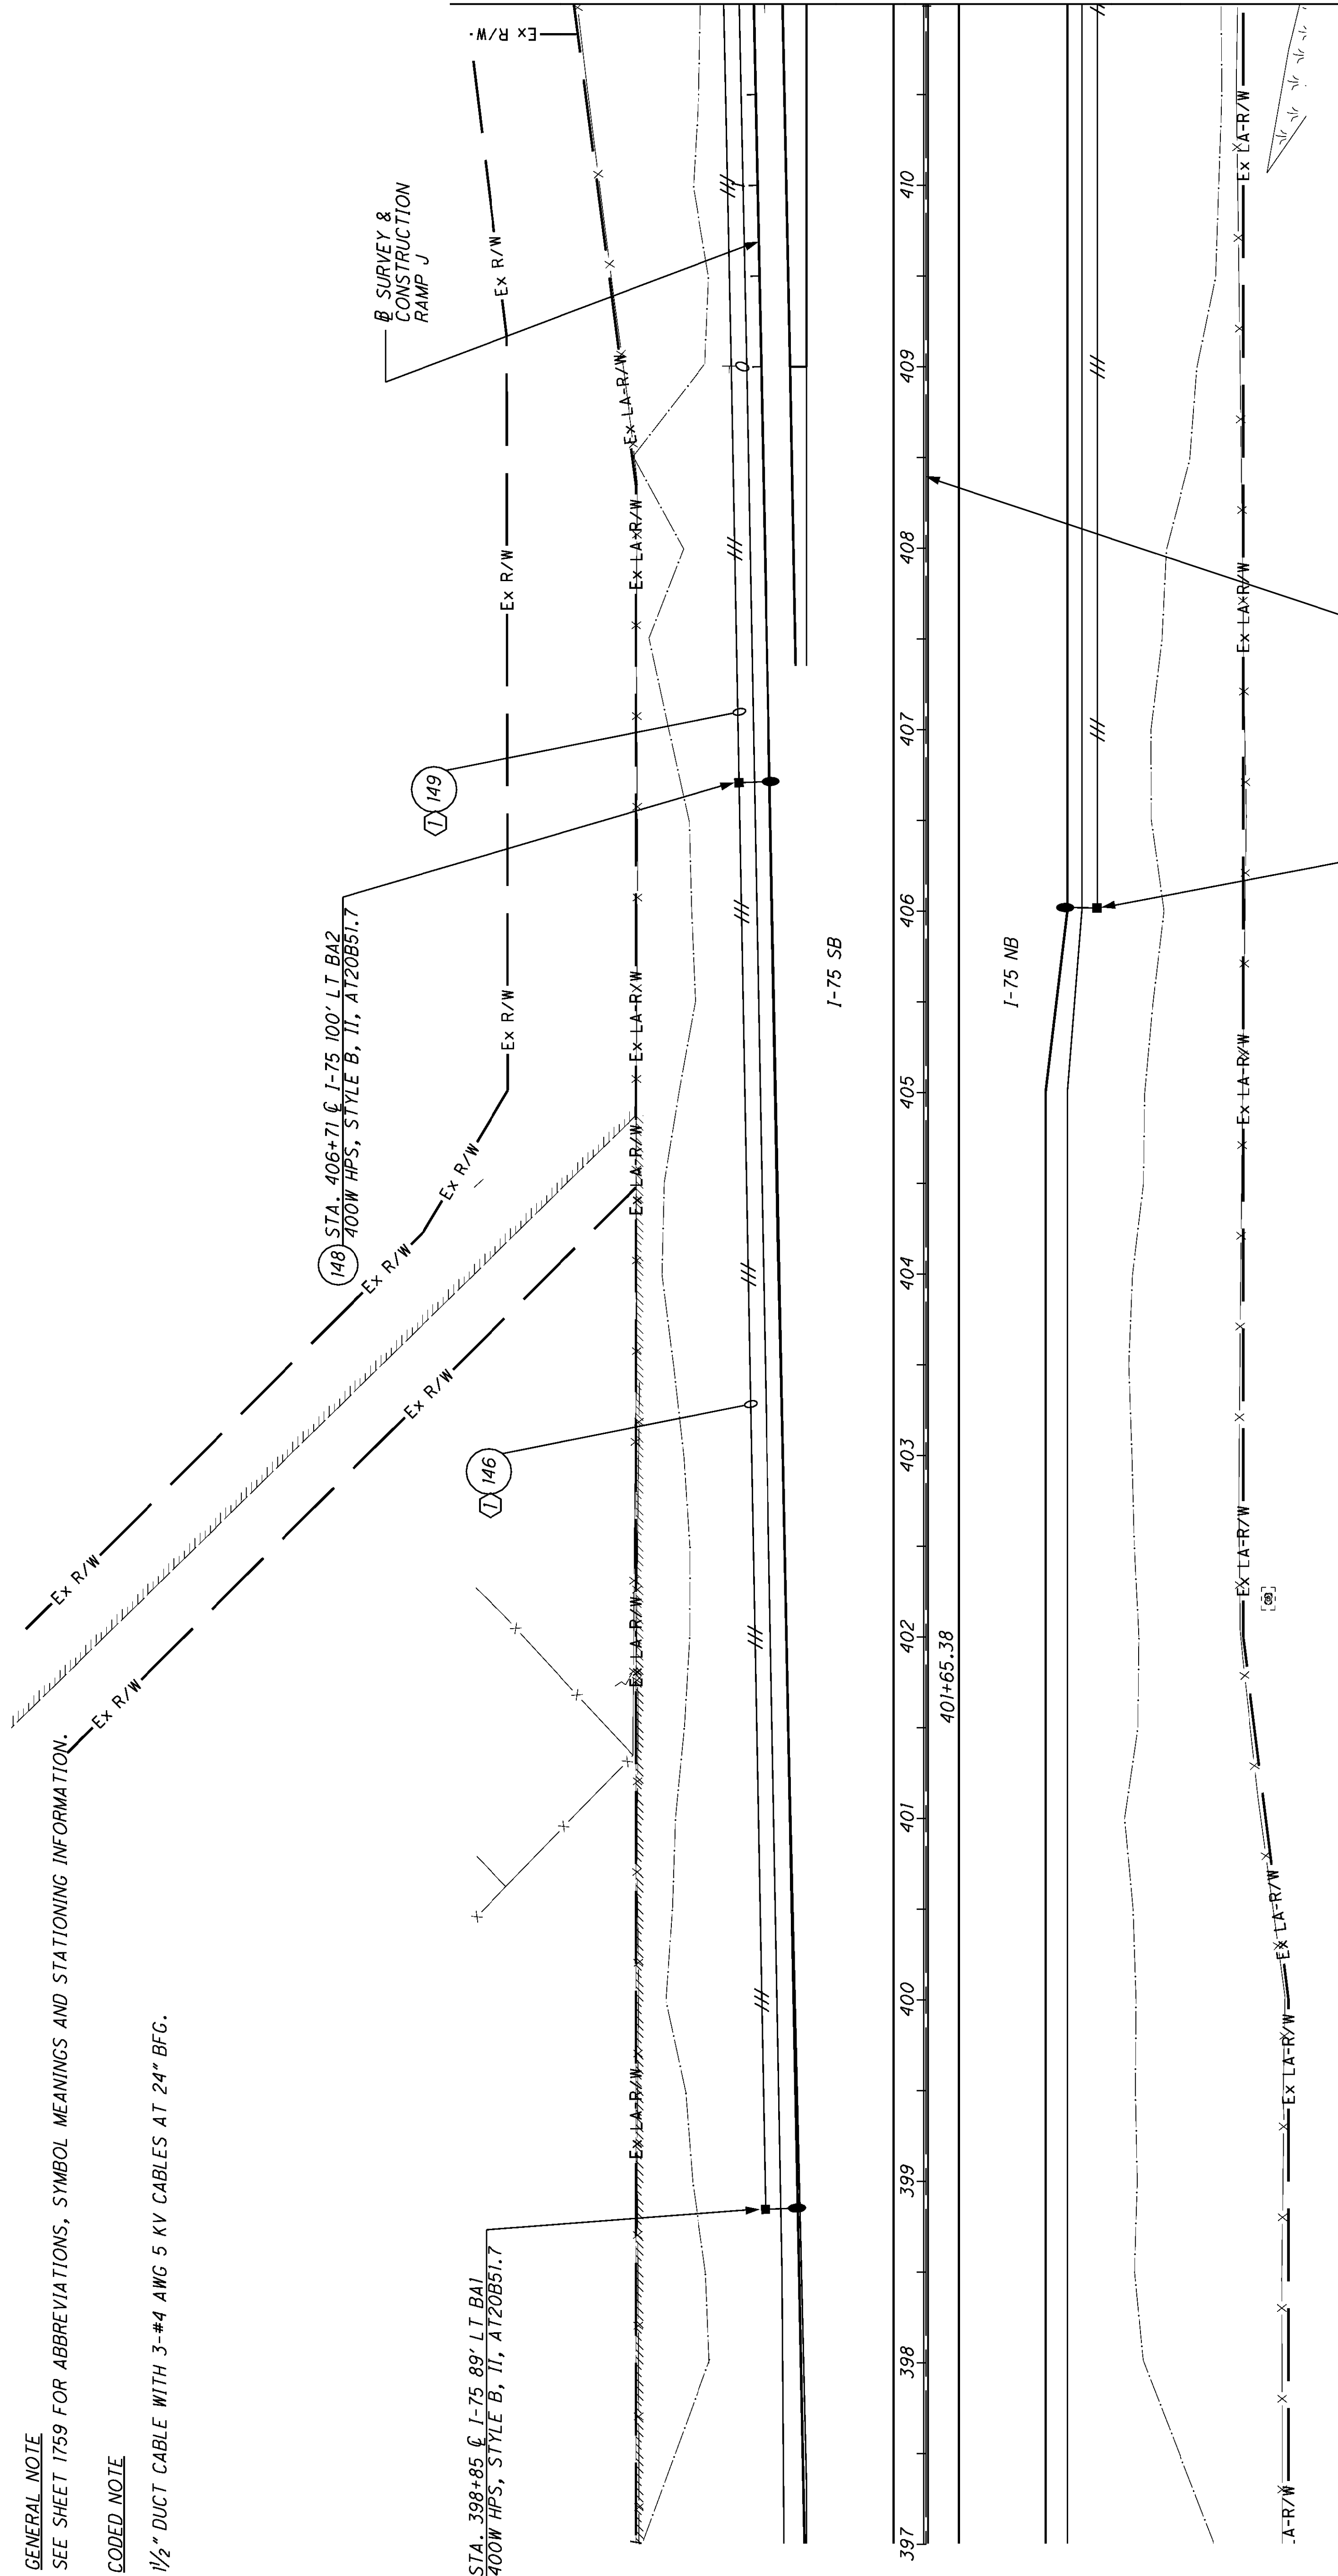 GENERAL NOTE
SEE SHEET 1759 FOR ABBREVIATIONS, SYMBOL MEANINGS AND STATIONING INFORMATION.
CODED NOTE
1½" DUCT CABLE WITH 3-#4 AWG 5 KV CABLES AT 24" BFG.
Ex R/W
Ex R/W
Ex R/W
Ex R/W
Ex R/W
Ex R/W
Ex R/W
Ex R/W
Ex R/W
148 STA. 406+71 ℄ I-75 100' LT BA2
400W HPS, STYLE B, II, AT20B51.7
B SURVEY &
CONSTRUCTION
RAMP J
1 149
1 146
STA. 398+85 ℄ I-75 89' LT BA1
400W HPS, STYLE B, II, AT20B51.7
Ex LA-R/W
Ex LA-R/W
Ex LA-R/W
Ex LA-R/W
Ex LA-R/W
Ex LA-R/W
I-75 SB
397 398 399 400 401 402 403 404 405 406 407 408 409 410
401+65.38
I-75 NB
A-R/W
Ex LA-R/W
Ex LA-R/W
Ex LA-R/W
Ex LA-R/W
Ex LA-R/W
Ex LA-R/W